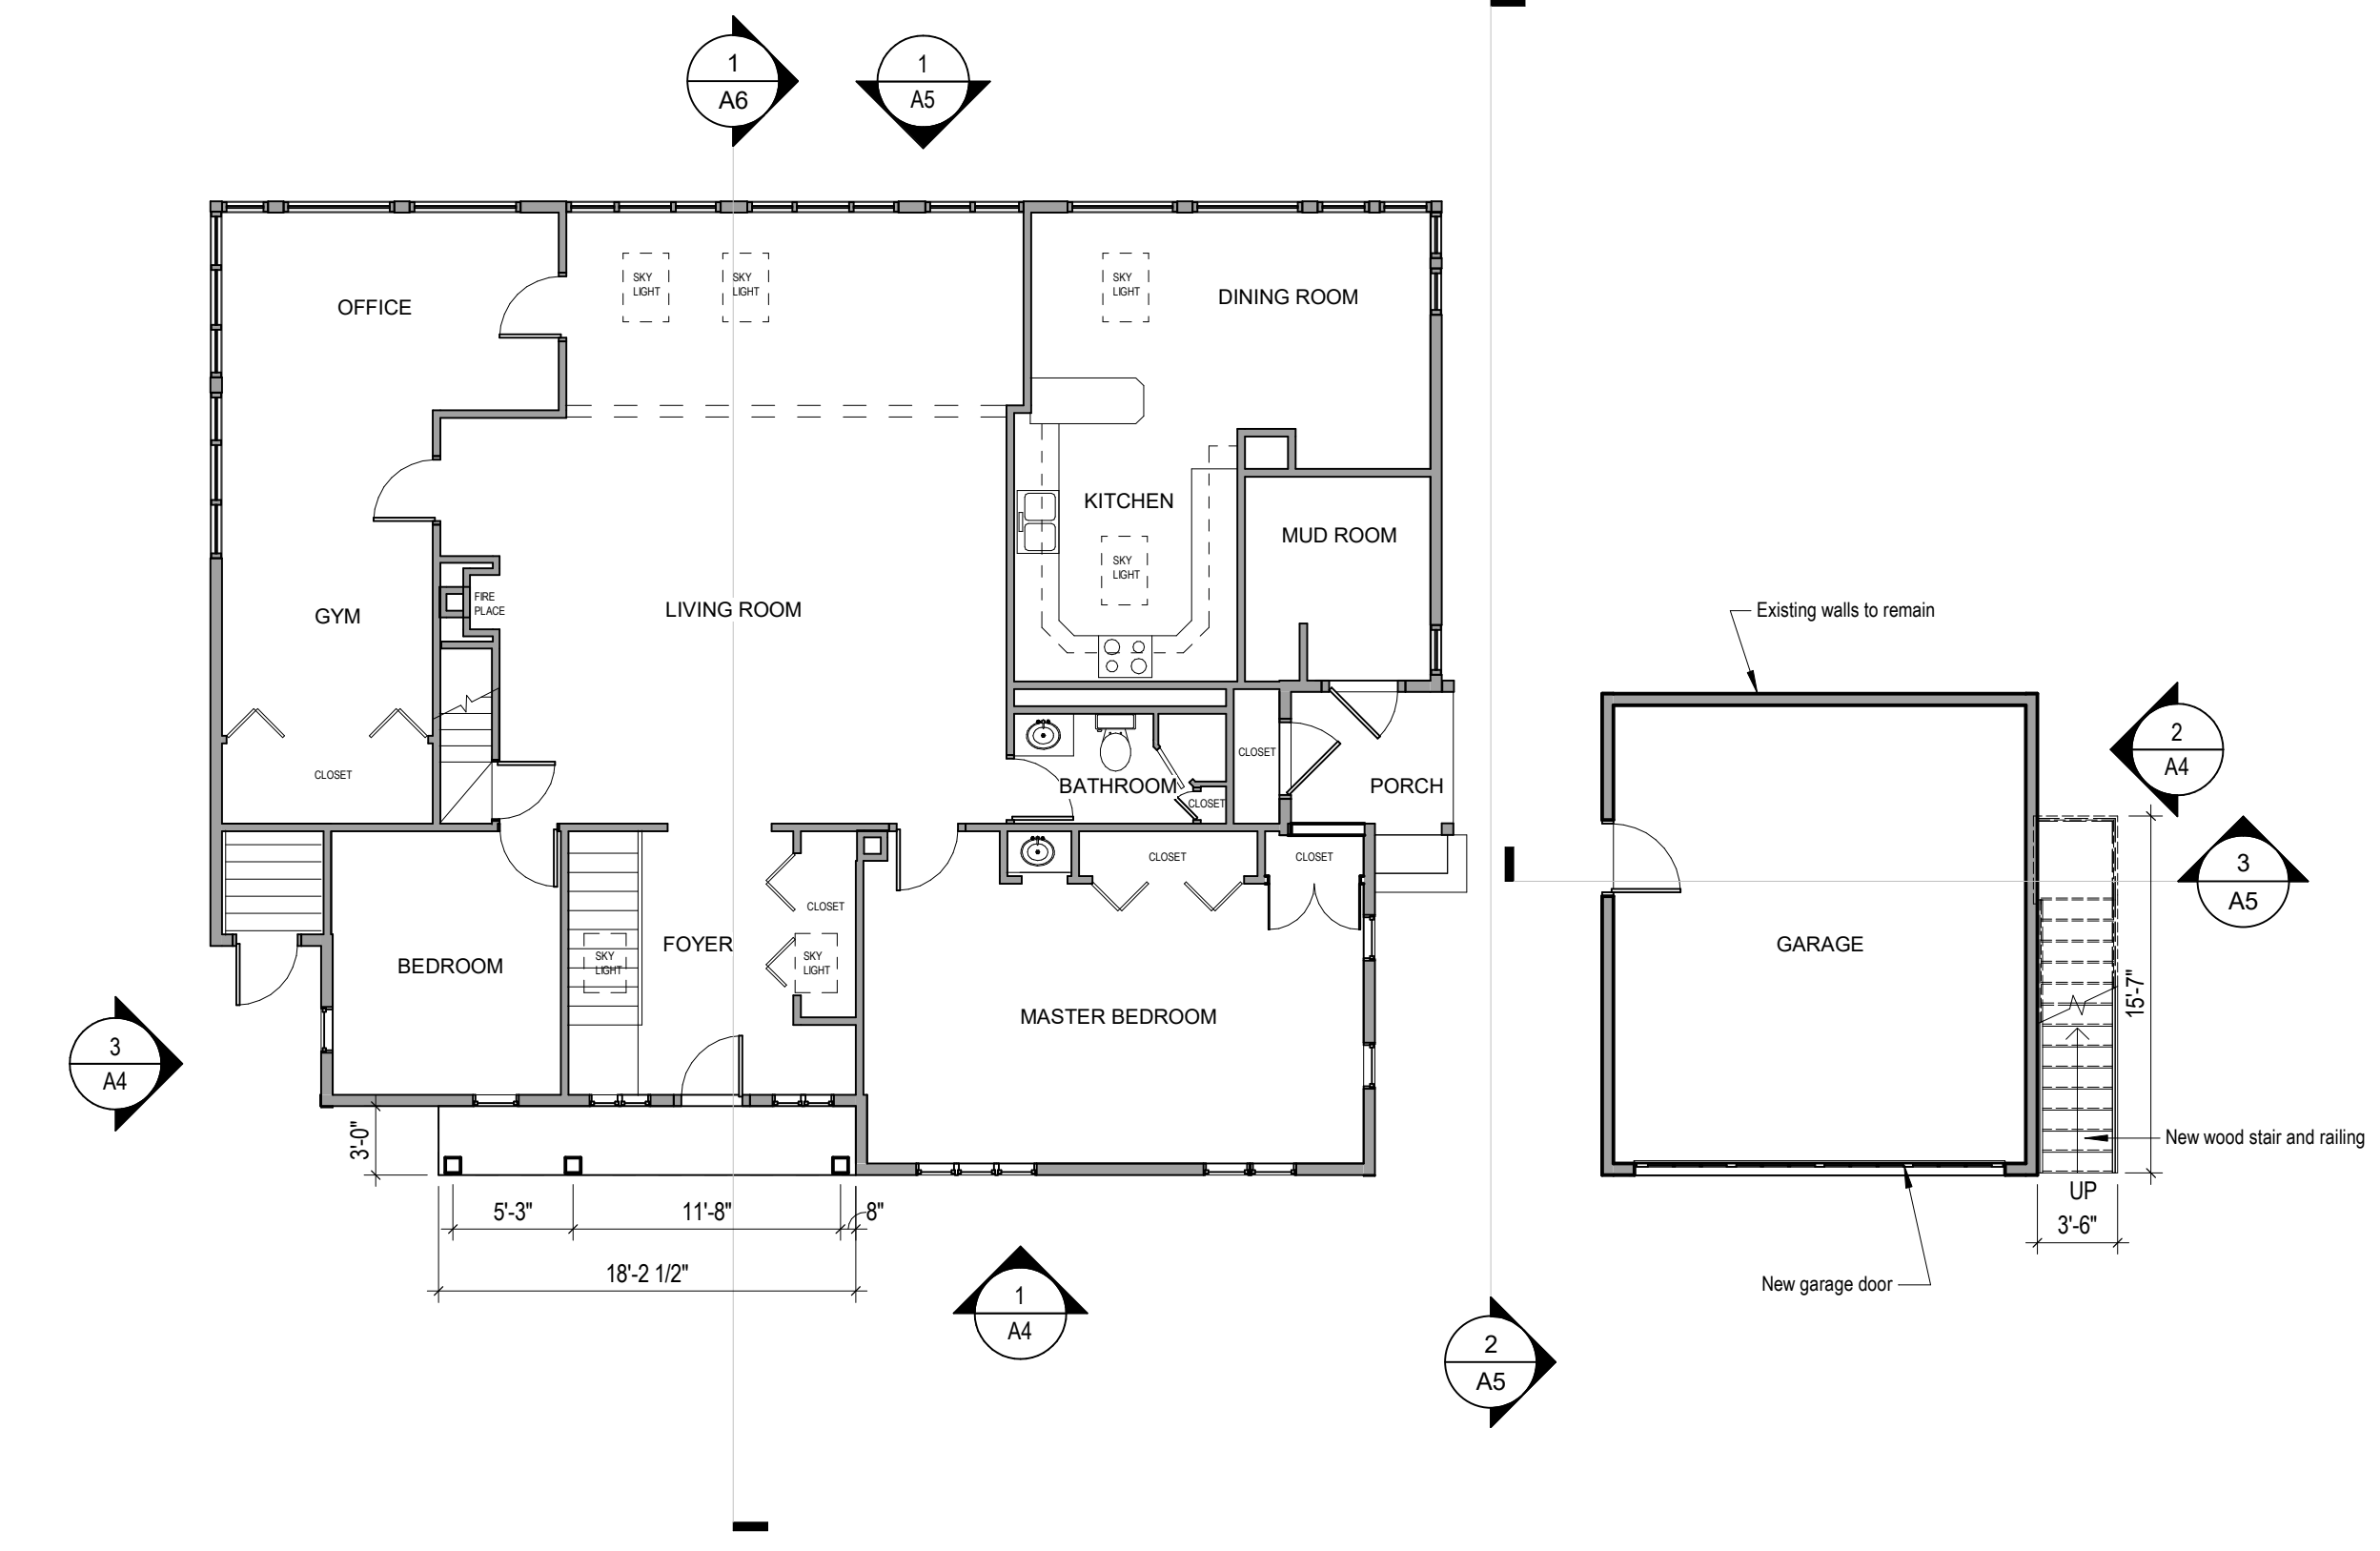 1
A6
1
A5
SKY
LIGHT
SKY
LIGHT
SKY
LIGHT
DINING ROOM
OFFICE
KITCHEN
MUD ROOM
SKY
LIGHT
FIRE
PLACE
GYM
LIVING ROOM
Existing walls to remain
2
A4
CLOSET
CLOSET
BATHROOM
PORCH
CLOSET
CLOSET
CLOSET
3
A5
CLOSET
FOYER
GARAGE
BEDROOM
SKY
LIGHT
SKY
LIGHT
15'-7"
MASTER BEDROOM
3
A4
3'-0"
New wood stair and railing
UP
5'-3"
11'-8"
8"
3'-6"
18'-2 1/2"
New garage door
1
A4
2
A5